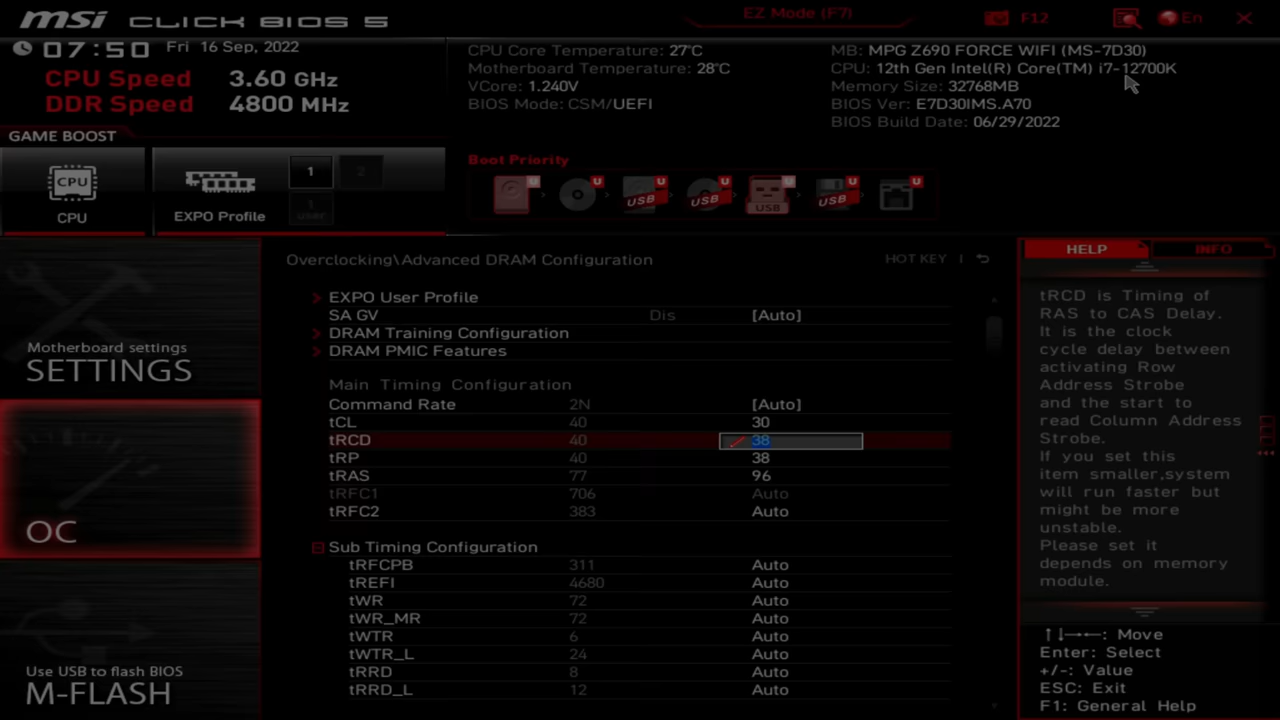 msi CLICK BIOS 5
EZ Mode (F7)
F12
En
07:50 Fri 16 Sep, 2022
CPU Speed 3.60 GHz
DDR Speed 4800 MHz
CPU Core Temperature: 27°C
Motherboard Temperature: 28°C
VCore: 1.240V
BIOS Mode: CSM/UEFI
MB: MPG Z690 FORCE WIFI (MS-7D30)
CPU: 12th Gen Intel(R) Core(TM) i7-12700K
Memory Size: 32768MB
BIOS Ver: E7D30IMS.A70
BIOS Build Date: 06/29/2022
GAME BOOST
CPU
CPU
EXPO Profile
1
2
1
user
Boot Priority
U U U U U U U
USB USB USB USB
Motherboard settings
SETTINGS
OC
Use USB to flash BIOS
M-FLASH
Overclocking\Advanced DRAM Configuration
HOT KEY |
EXPO User Profile
SA GV Dis [Auto]
DRAM Training Configuration
DRAM PMIC Features
Main Timing Configuration
Command Rate 2N [Auto]
tCL 40 30
tRCD 40 38
tRP 40 38
tRAS 77 96
tRFC1 706 Auto
tRFC2 383 Auto
Sub Timing Configuration
tRFCPB 311 Auto
tREFI 4680 Auto
tWR 72 Auto
tWR_MR 72 Auto
tWTR 6 Auto
tWTR_L 24 Auto
tRRD 8 Auto
tRRD_L 12 Auto
HELP
INFO
tRCD is Timing of
RAS to CAS Delay.
It is the clock
cycle delay between
activating Row
Address Strobe
and the start to
read Column Address
Strobe.
If you set this
item smaller,system
will run faster but
might be more
unstable.
Please set it
depends on memory
module.
↑↓→←: Move
Enter: Select
+/-: Value
ESC: Exit
F1: General Help